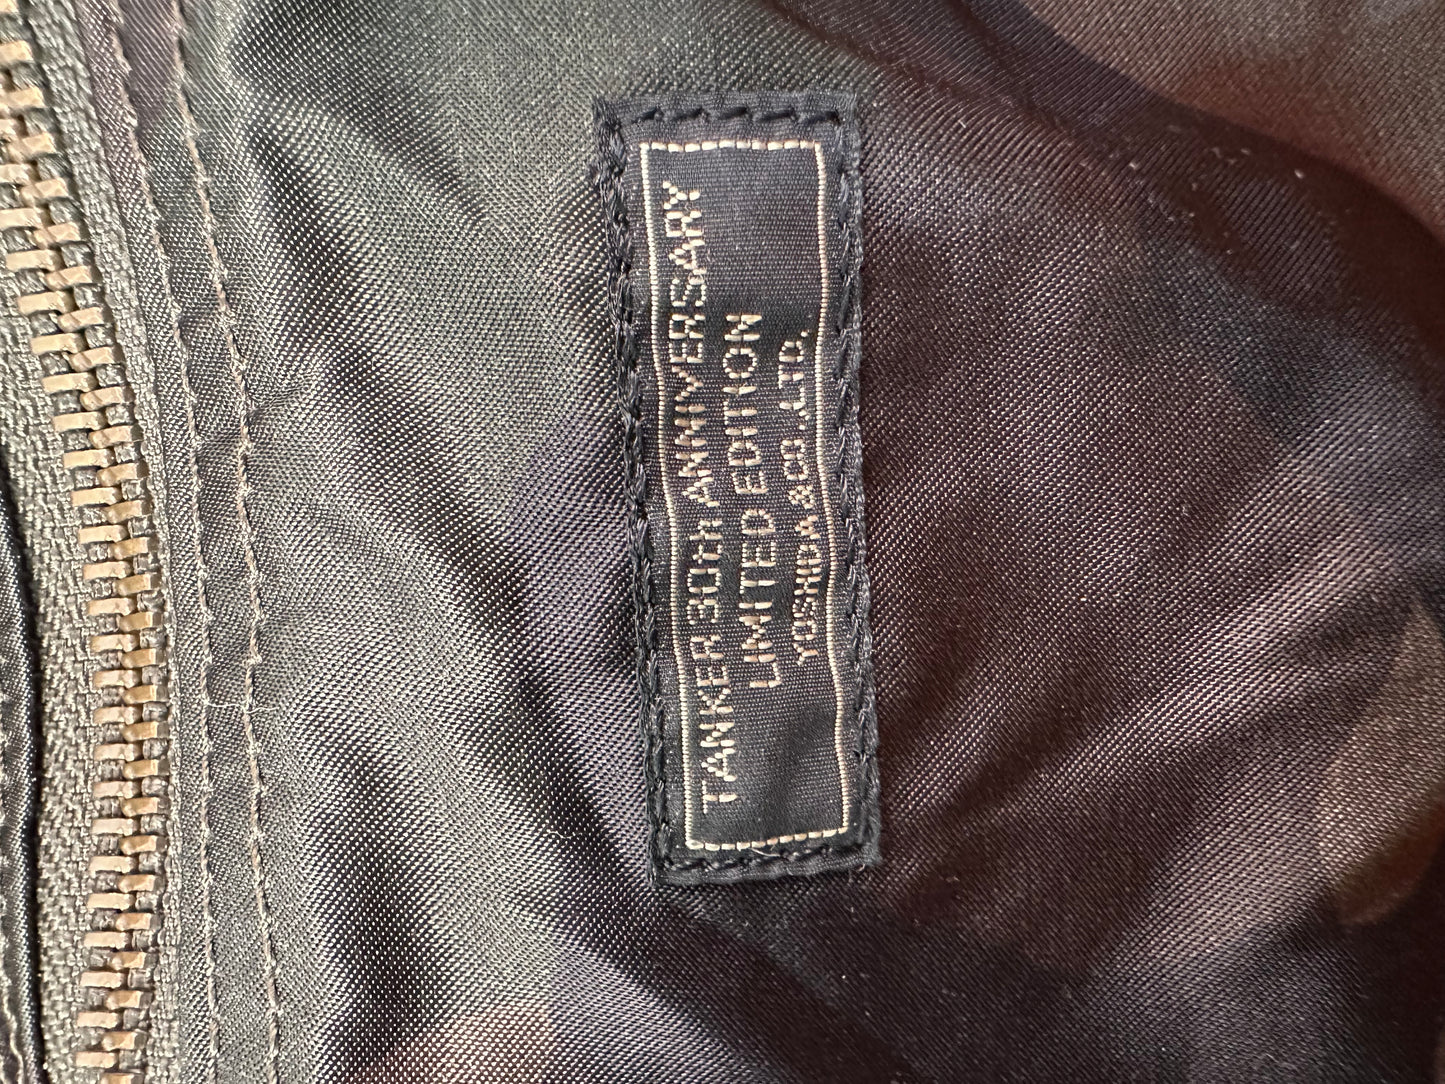 TANKER 30th ANNIVERSARY
LIMITED EDITION
YOSHIDA & CO.,LTD.